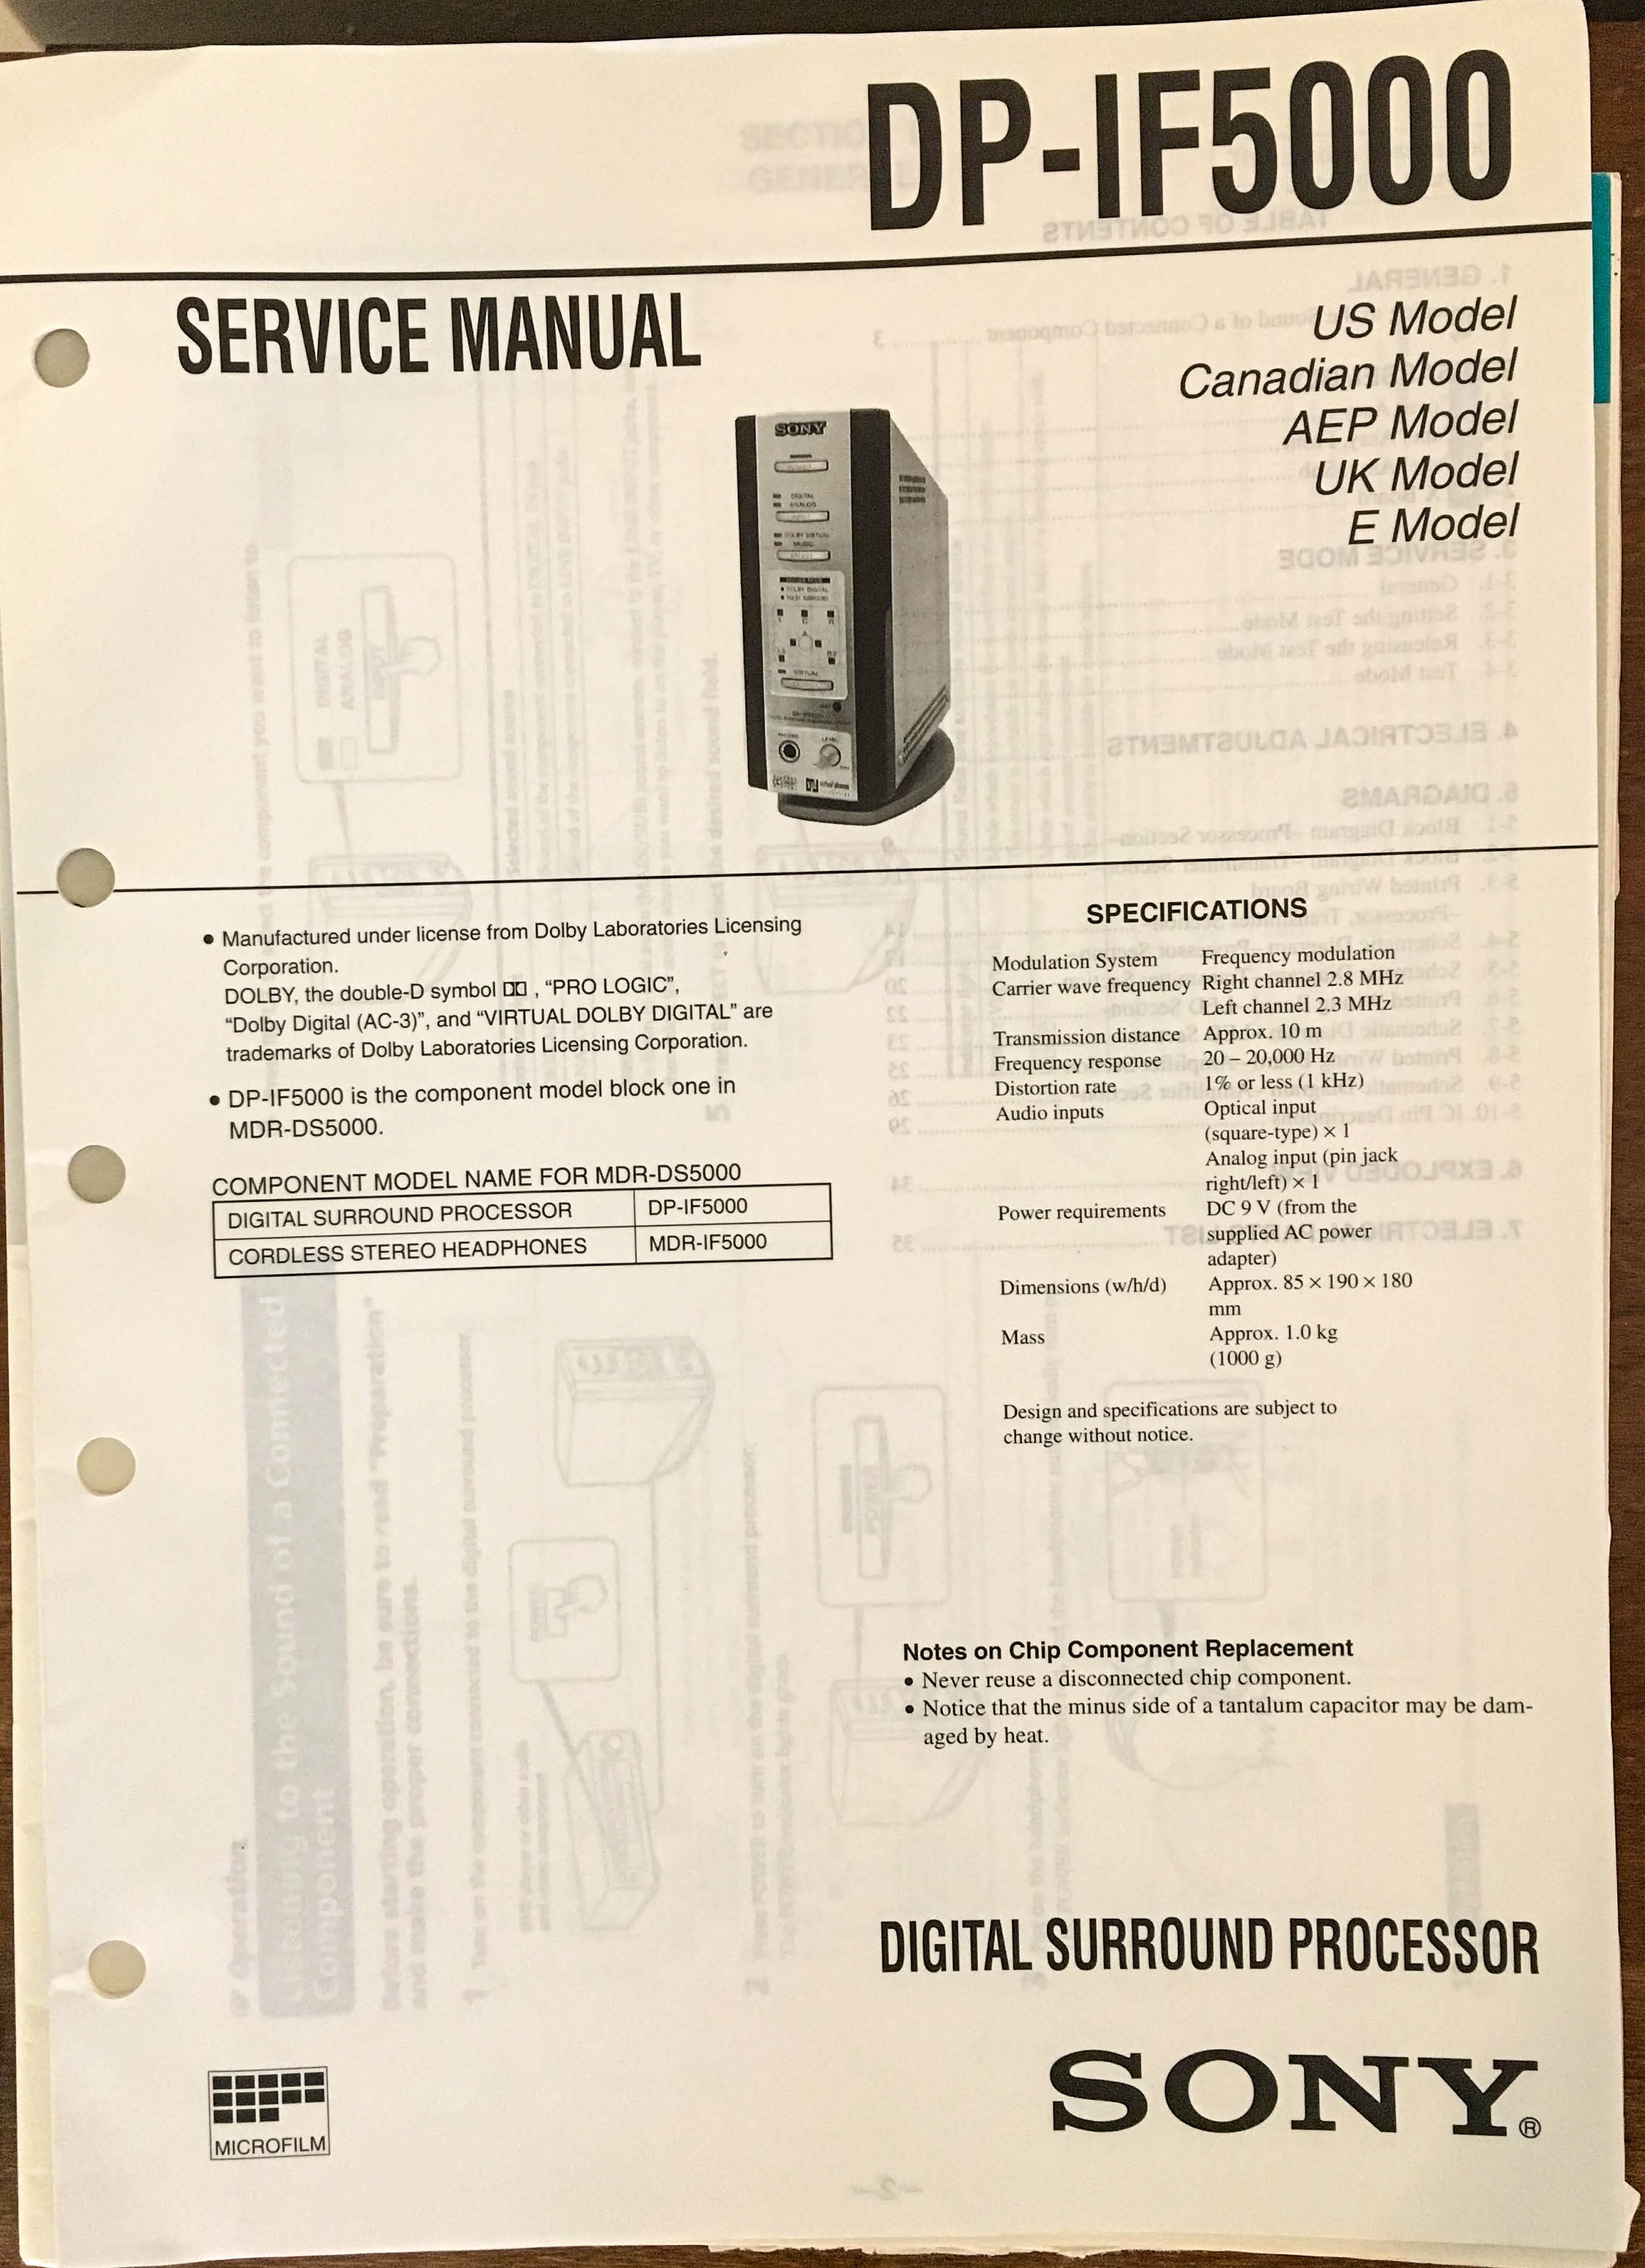 DP-IF5000
SERVICE MANUAL
US Model
Canadian Model
AEP Model
UK Model
E Model
SONY
DIGITAL
ANALOG
• Manufactured under license from Dolby Laboratories Licensing
Corporation.
DOLBY, the double-D symbol , “PRO LOGIC”,
“Dolby Digital (AC-3)”, and “VIRTUAL DOLBY DIGITAL” are
trademarks of Dolby Laboratories Licensing Corporation.
• DP-IF5000 is the component model block one in
MDR-DS5000.
COMPONENT MODEL NAME FOR MDR-DS5000
DIGITAL SURROUND PROCESSOR DP-IF5000
CORDLESS STEREO HEADPHONES MDR-IF5000
SPECIFICATIONS
Modulation System Frequency modulation
Carrier wave frequency Right channel 2.8 MHz
Left channel 2.3 MHz
Transmission distance Approx. 10 m
Frequency response 20 – 20,000 Hz
Distortion rate 1% or less (1 kHz)
Audio inputs Optical input
(square-type) × 1
Analog input (pin jack
right/left) × 1
Power requirements DC 9 V (from the
supplied AC power
adapter)
Dimensions (w/h/d) Approx. 85 × 190 × 180
mm
Mass Approx. 1.0 kg
(1000 g)
Design and specifications are subject to
change without notice.
Notes on Chip Component Replacement
• Never reuse a disconnected chip component.
• Notice that the minus side of a tantalum capacitor may be dam-
aged by heat.
DIGITAL SURROUND PROCESSOR
SONY®
MICROFILM